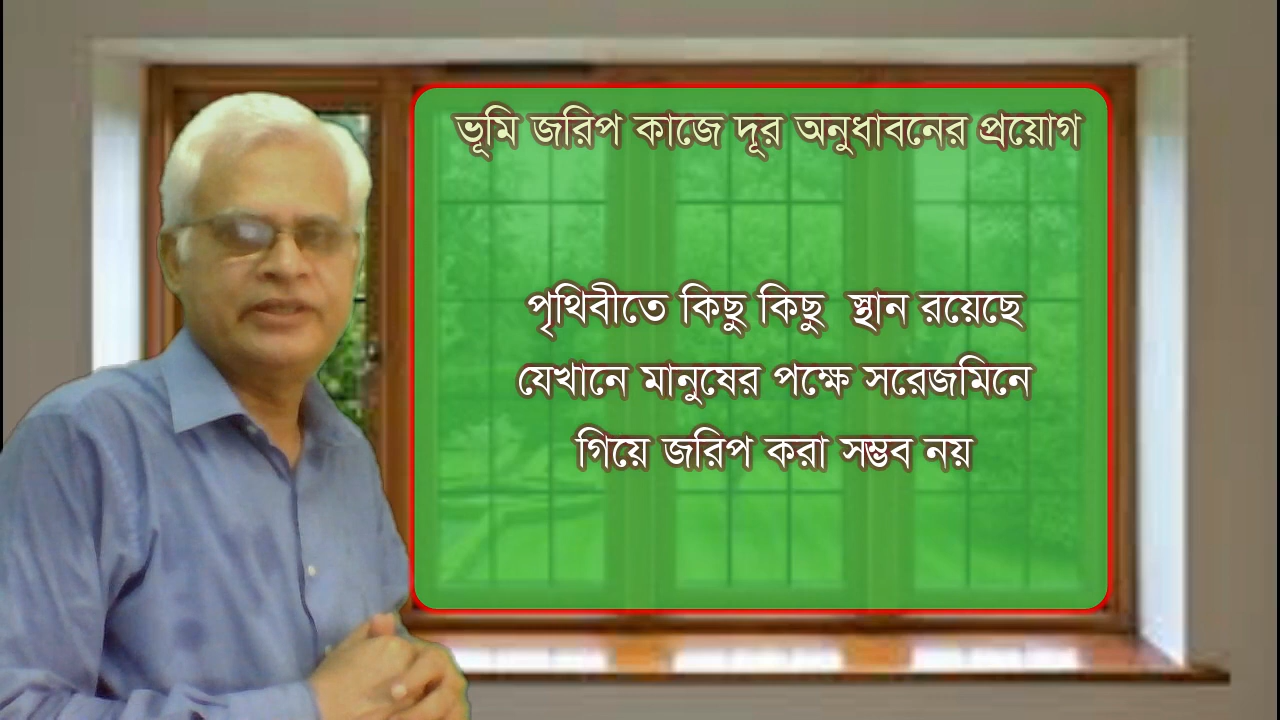 ভূমি জরিপ কাজে দূর অনুধাবনের প্রয়োগ
পৃথিবীতে কিছু কিছু স্থান রয়েছে
যেখানে মানুষের পক্ষে সরেজমিনে
গিয়ে জরিপ করা সম্ভব নয়